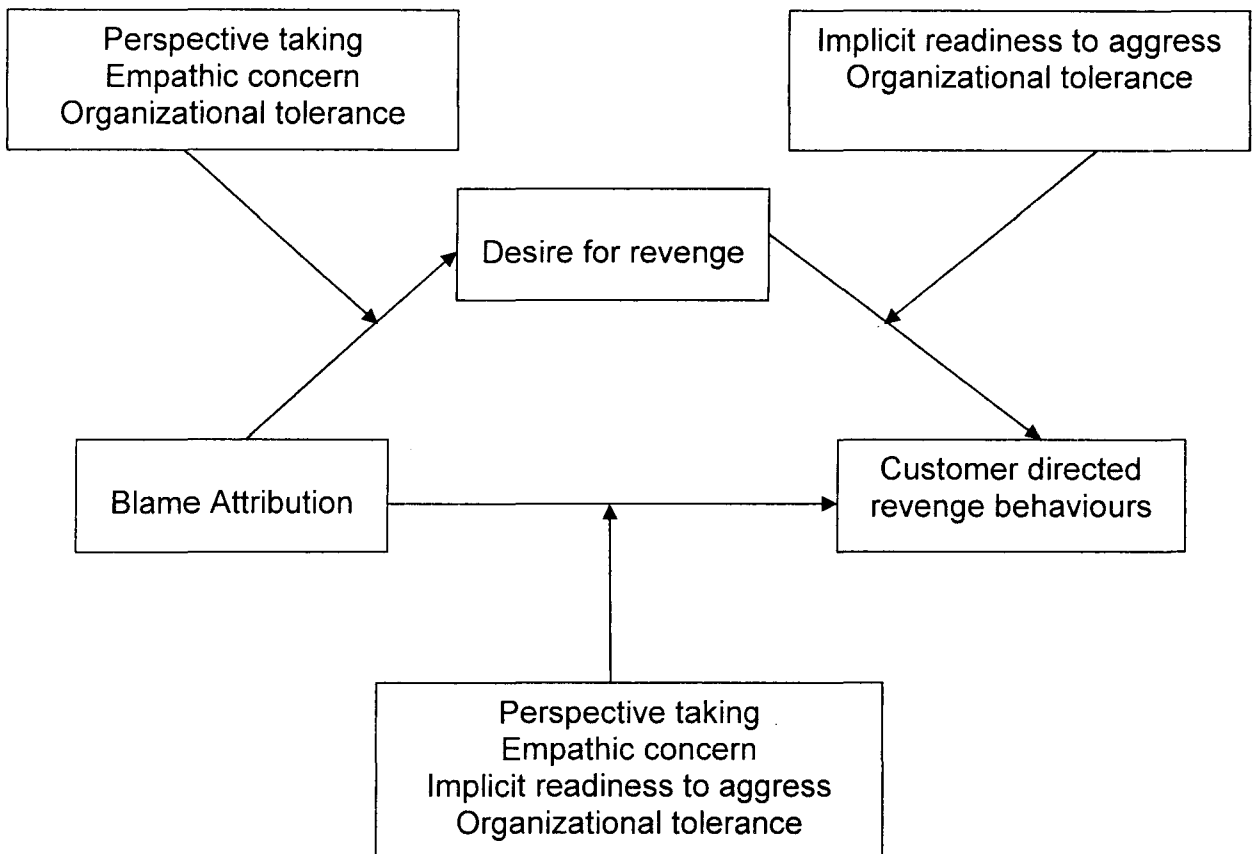 Perspective taking
Empathic concern
Organizational tolerance
Implicit readiness to aggress
Organizational tolerance
Desire for revenge
Blame Attribution
Customer directed
revenge behaviours
Perspective taking
Empathic concern
Implicit readiness to aggress
Organizational tolerance